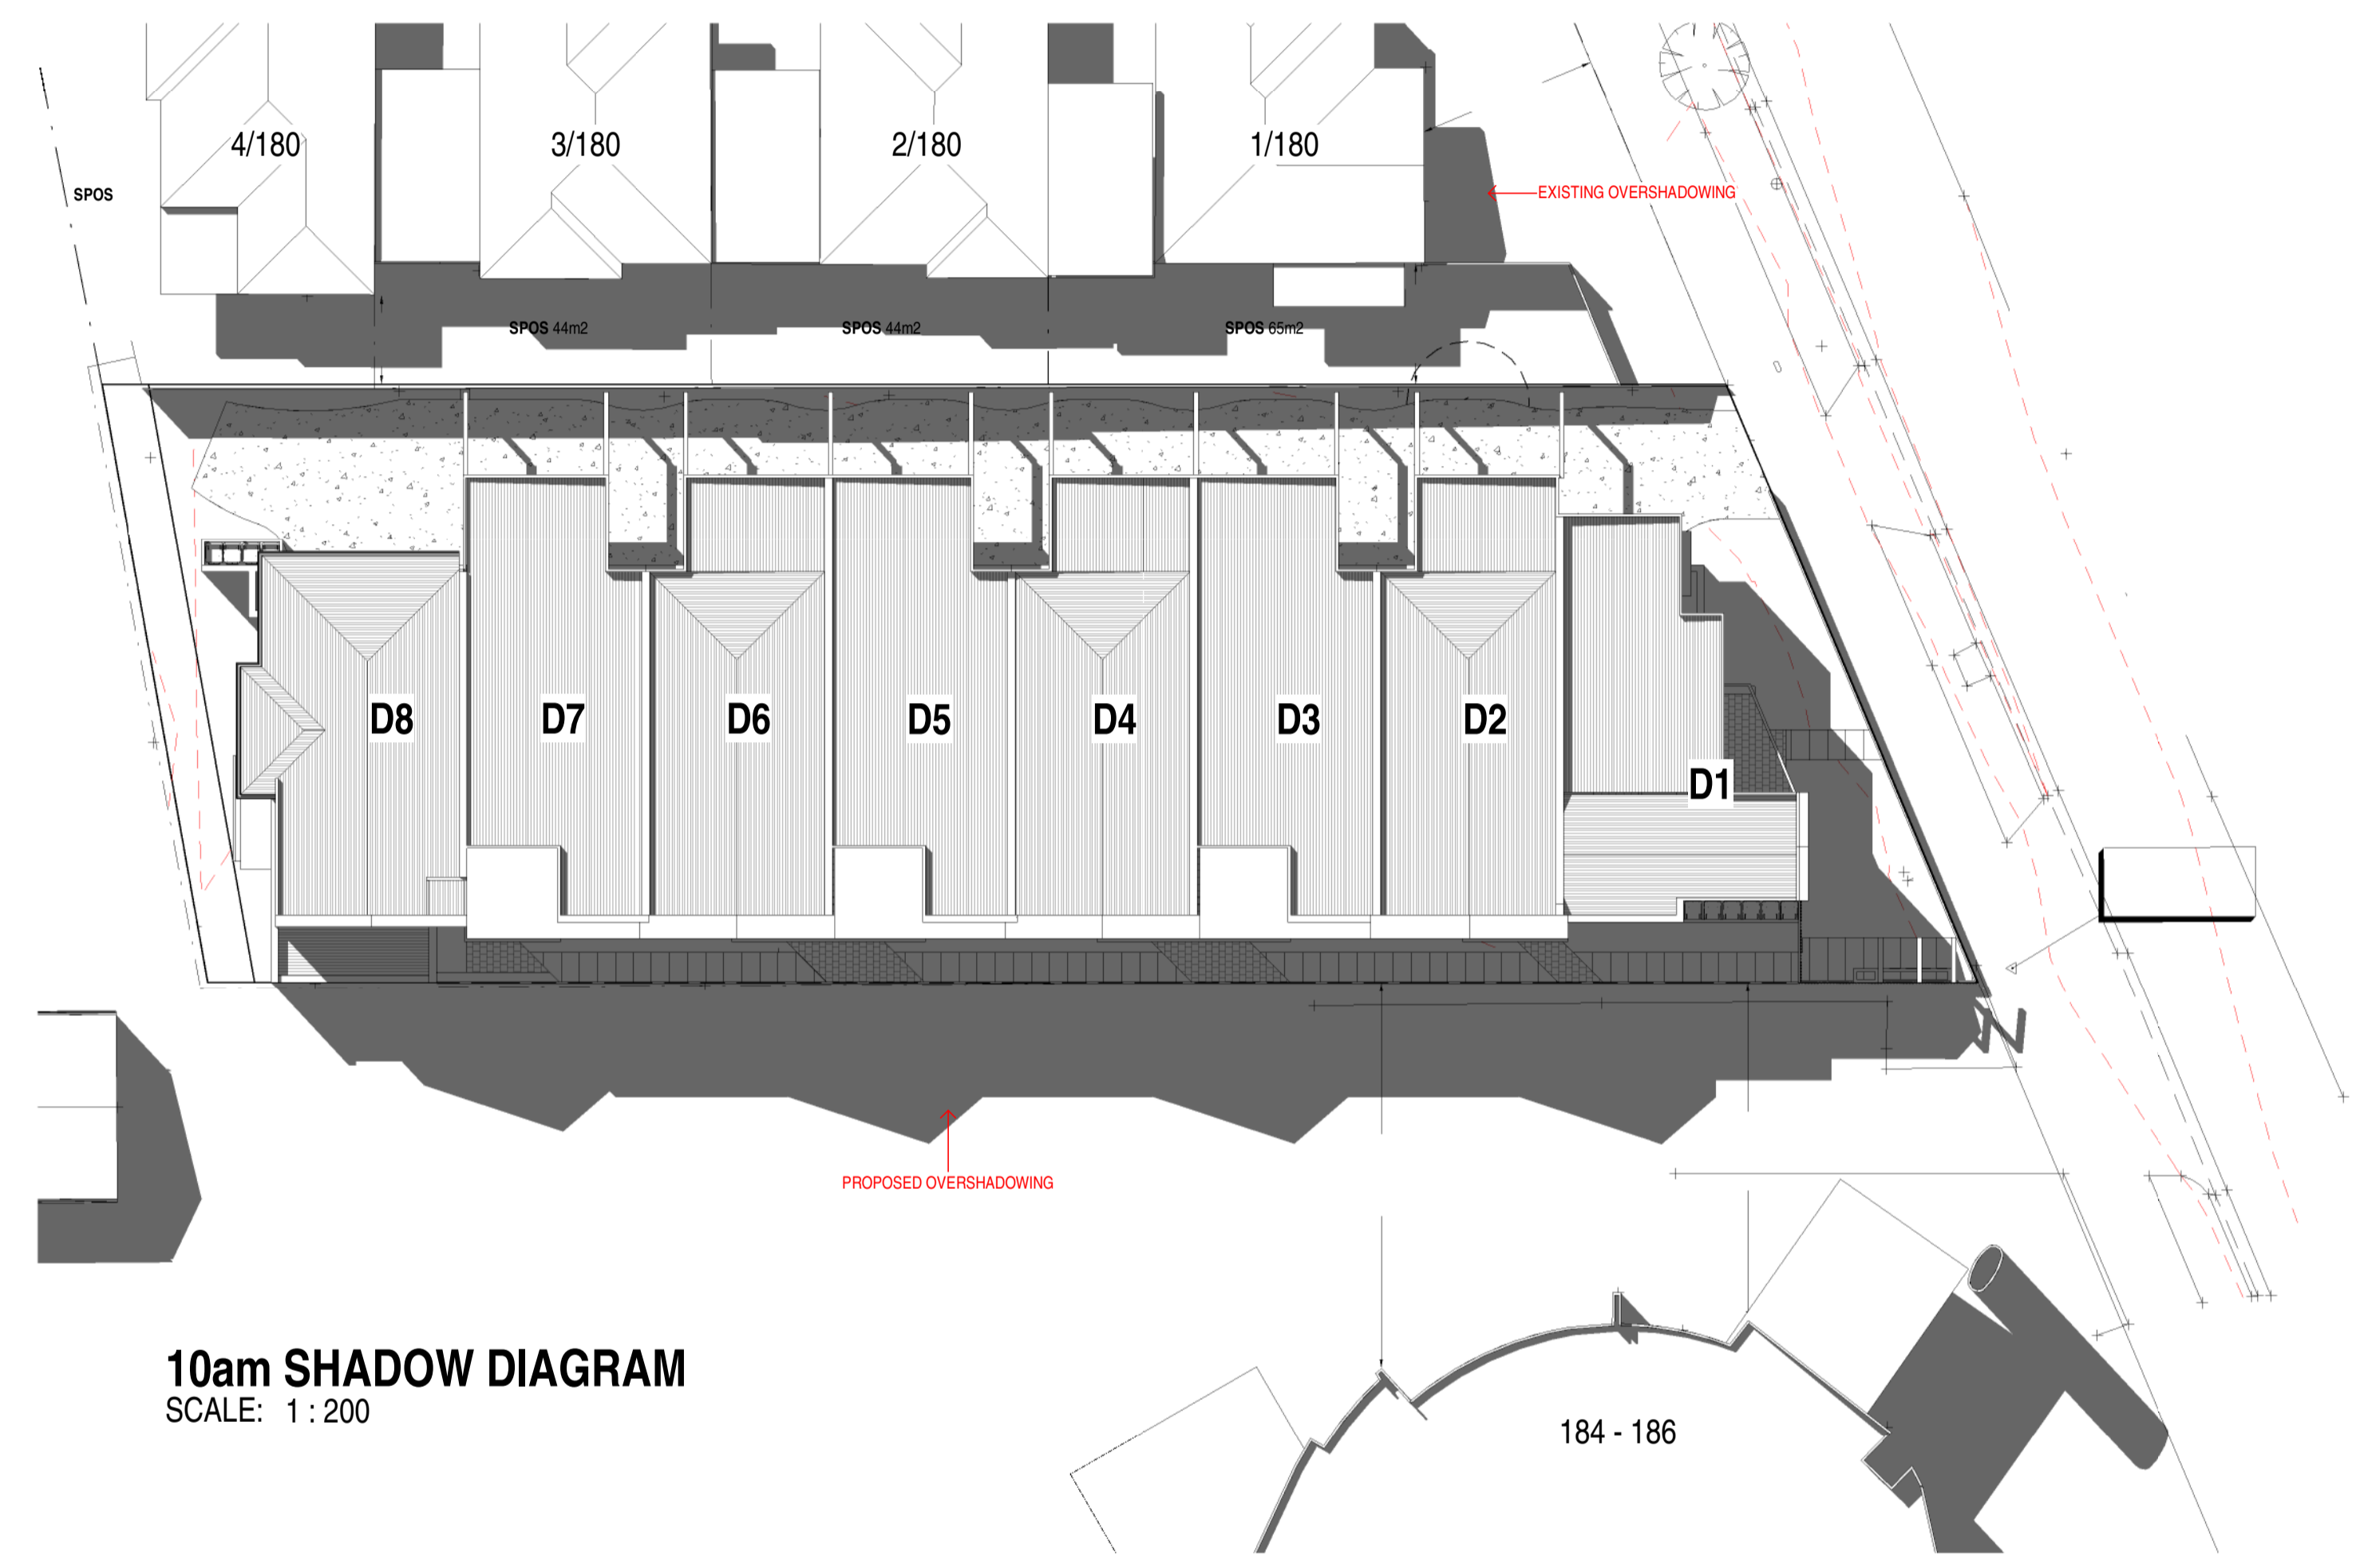 4/180
3/180
2/180
1/180
SPOS
EXISTING OVERSHADOWING
SPOS 44m2
SPOS 44m2
SPOS 65m2
D8
D7
D6
D5
D4
D3
D2
D1
PROPOSED OVERSHADOWING
10am SHADOW DIAGRAM
SCALE: 1 : 200
184 - 186